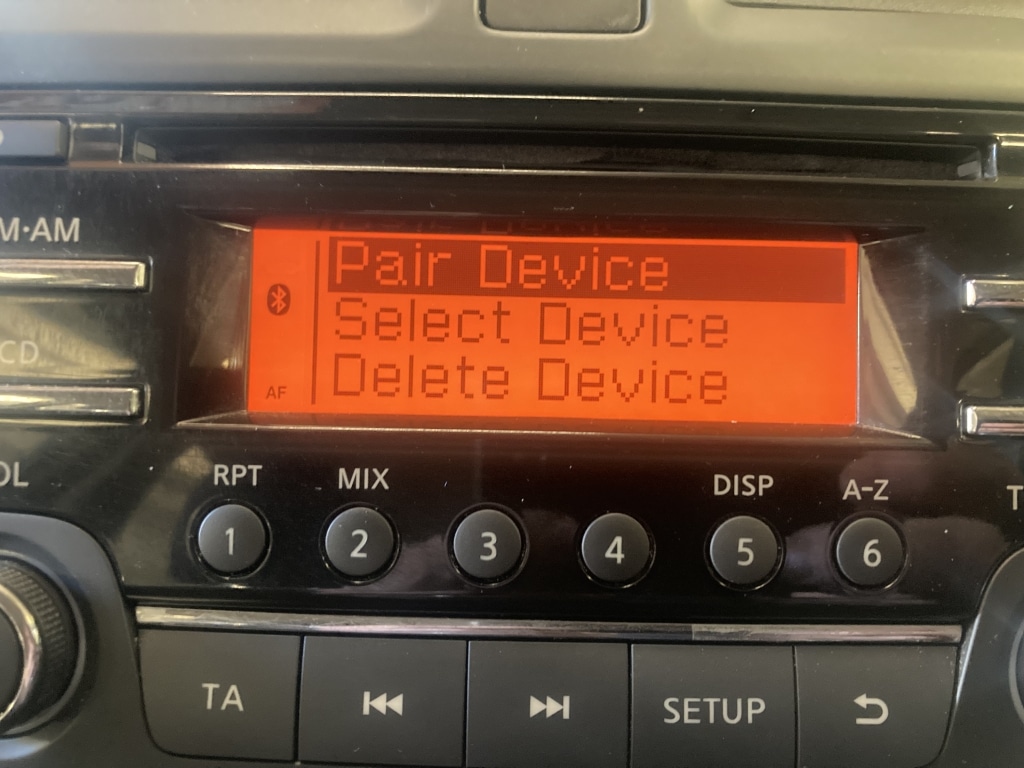 M·AM
Pair Device
Select Device
CD
AF
Delete Device
OL
RPT
MIX
DISP
A-Z
T
1
2
3
4
5
6
TA
SETUP